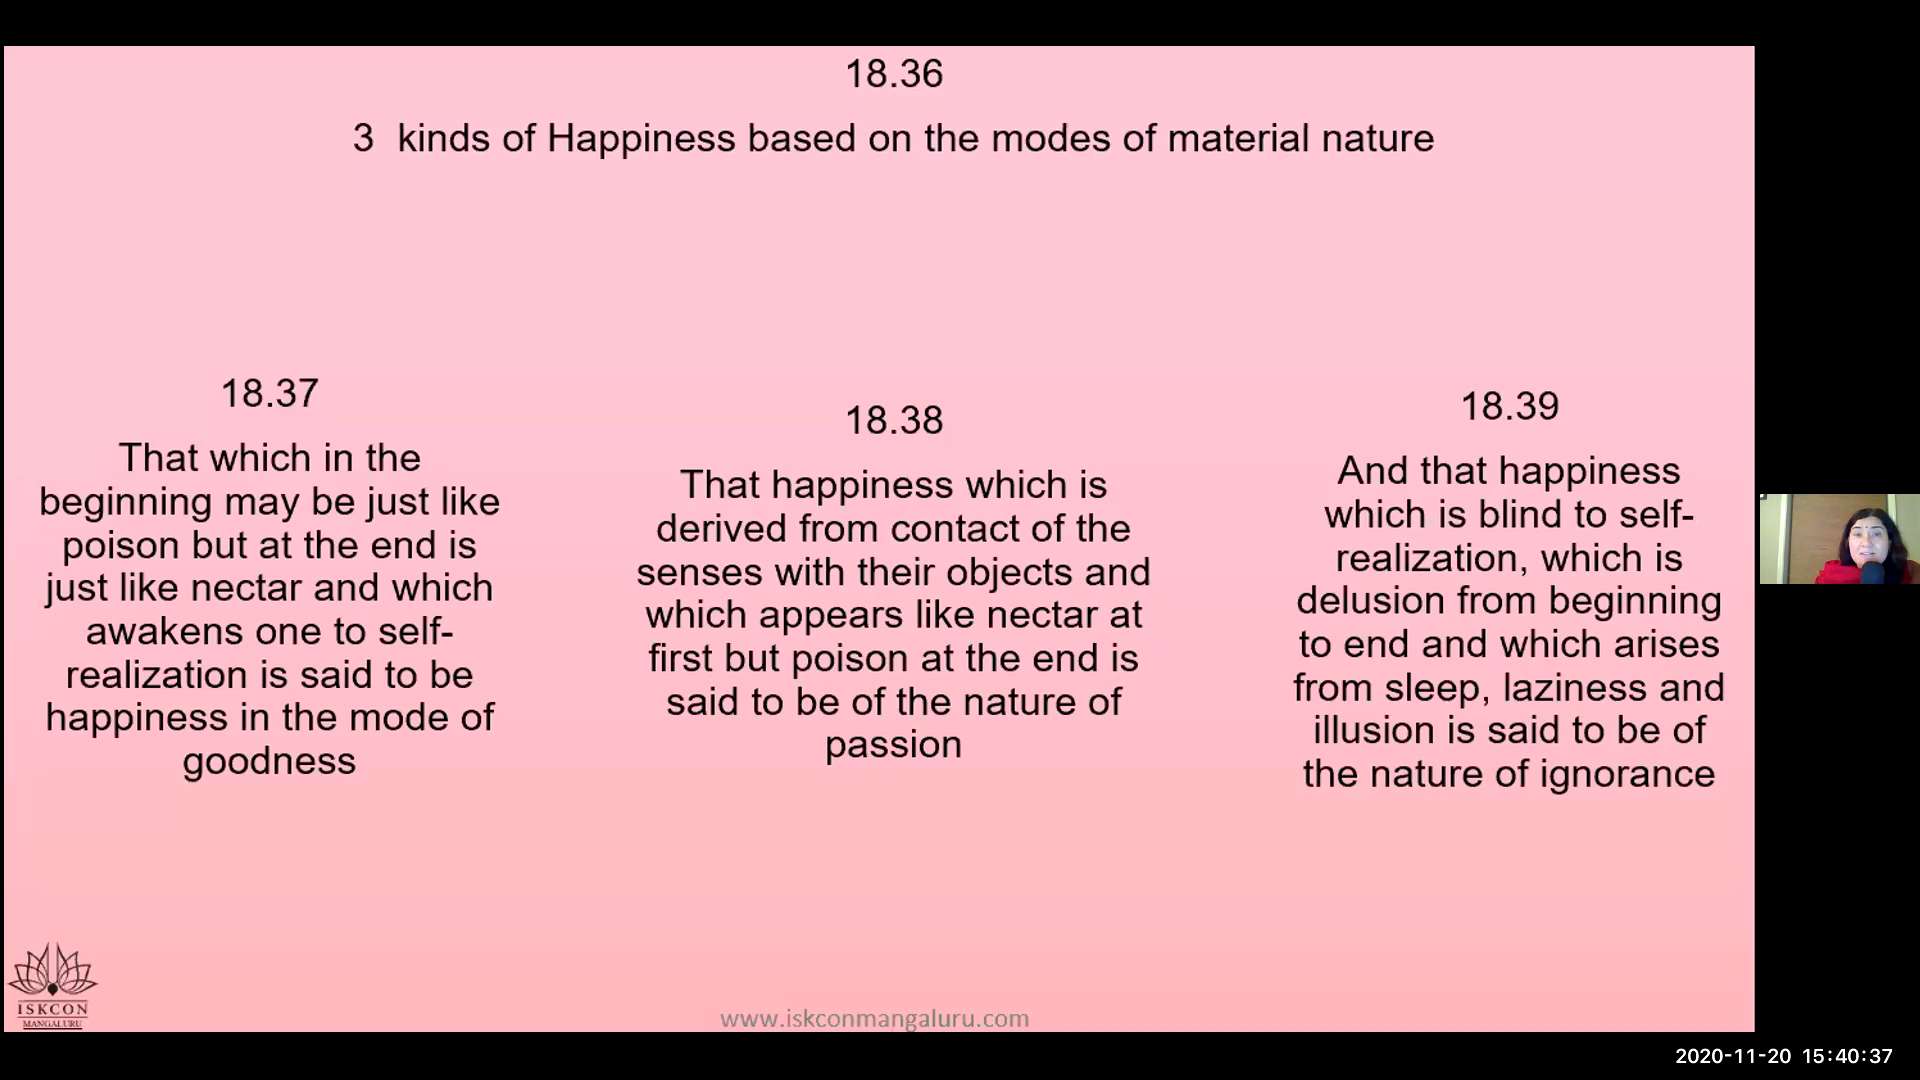 18.36
3 kinds of Happiness based on the modes of material nature
18.37
That which in the
beginning may be just like
poison but at the end is
just like nectar and which
awakens one to self-
realization is said to be
happiness in the mode of
goodness
18.38
That happiness which is
derived from contact of the
senses with their objects and
which appears like nectar at
first but poison at the end is
said to be of the nature of
passion
18.39
And that happiness
which is blind to self-
realization, which is
delusion from beginning
to end and which arises
from sleep, laziness and
illusion is said to be of
the nature of ignorance
ISKCON
MANGALURU
www.iskconmangaluru.com
2020-11-20 15:40:37